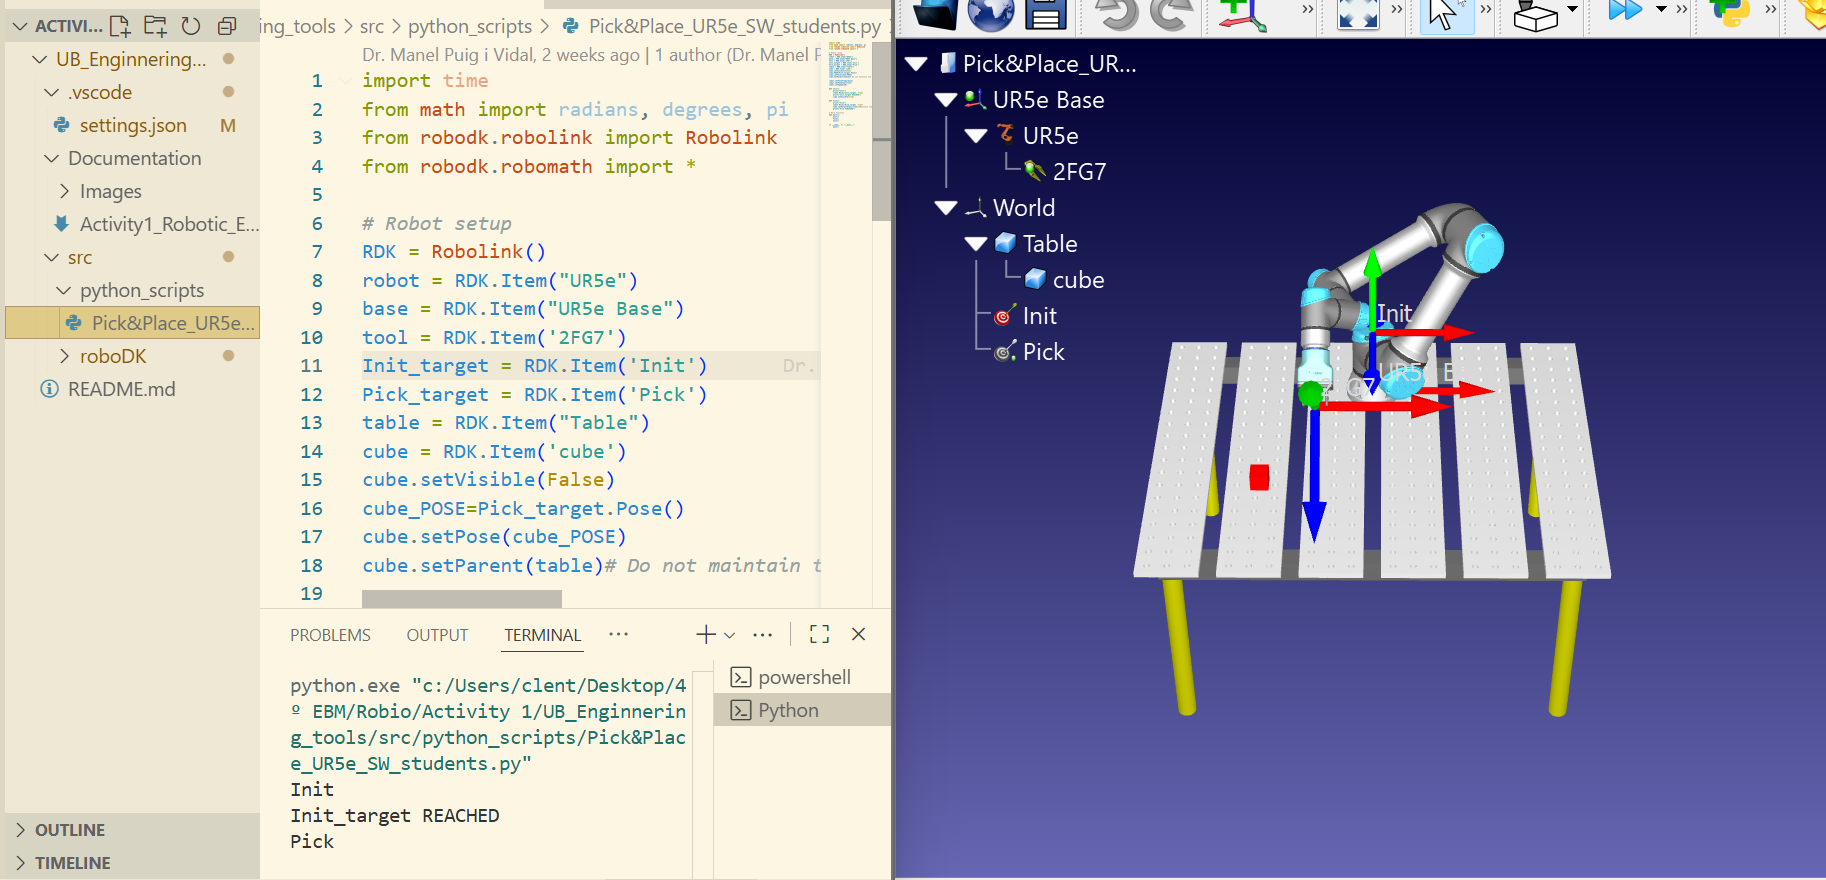 ACTIVI...
UB_Enginnering...
.vscode
settings.json M
Documentation
Images
Activity1_Robotic_E...
src
python_scripts
Pick&Place_UR5e...
roboDK
README.md
OUTLINE
TIMELINE
ing_tools > src > python_scripts > Pick&Place_UR5e_SW_students.py
Dr. Manel Puig i Vidal, 2 weeks ago | 1 author (Dr. Manel P
1 import time
2 from math import radians, degrees, pi
3 from robodk.robolink import Robolink
4 from robodk.robomath import *
5
6 # Robot setup
7 RDK = Robolink()
8 robot = RDK.Item("UR5e")
9 base = RDK.Item("UR5e Base")
10 tool = RDK.Item('2FG7')
11 Init_target = RDK.Item('Init') Dr.
12 Pick_target = RDK.Item('Pick')
13 table = RDK.Item("Table")
14 cube = RDK.Item('cube')
15 cube.setVisible(False)
16 cube_POSE=Pick_target.Pose()
17 cube.setPose(cube_POSE)
18 cube.setParent(table)# Do not maintain t
19
PROBLEMS OUTPUT TERMINAL ...
python.exe "c:/Users/clent/Desktop/4
º EBM/Robio/Activity 1/UB_Enginnerin
g_tools/src/python_scripts/Pick&Plac
e_UR5e_SW_students.py"
Init
Init_target REACHED
Pick
powershell
Python
Pick&Place_UR...
UR5e Base
UR5e
2FG7
World
Table
cube
Init
Pick
Init